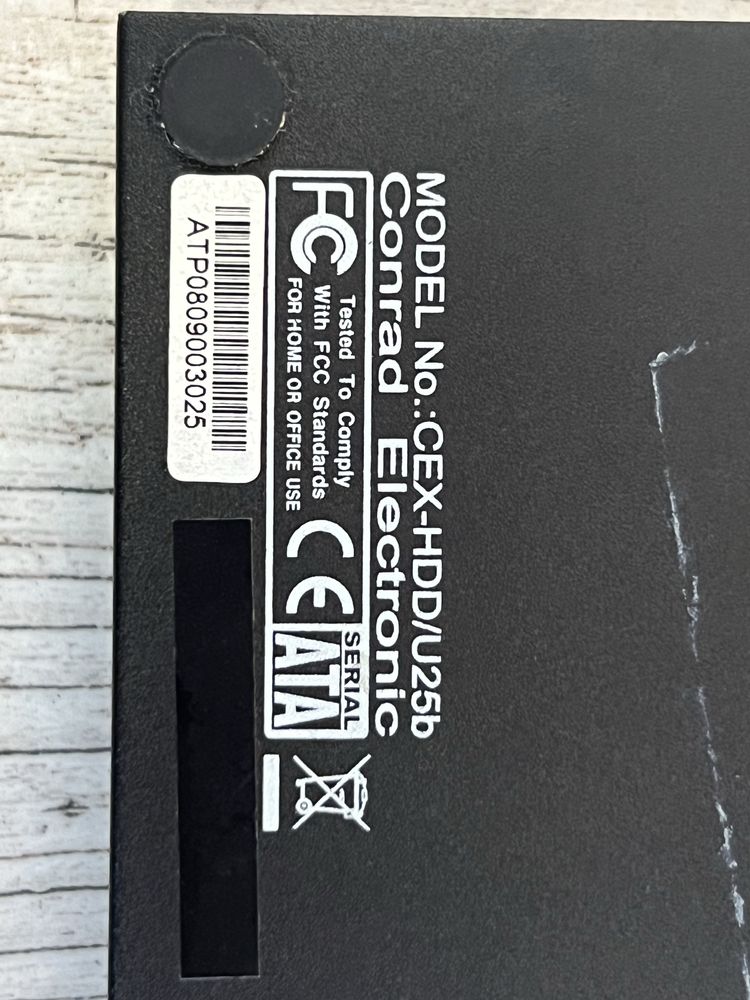 MODEL No.:CEX-HDD/U25b
Conrad Electronic
FC
Tested To Comply
With FCC Standards
FOR HOME OR OFFICE USE
CE
SERIAL
ATA
ATP0809003025